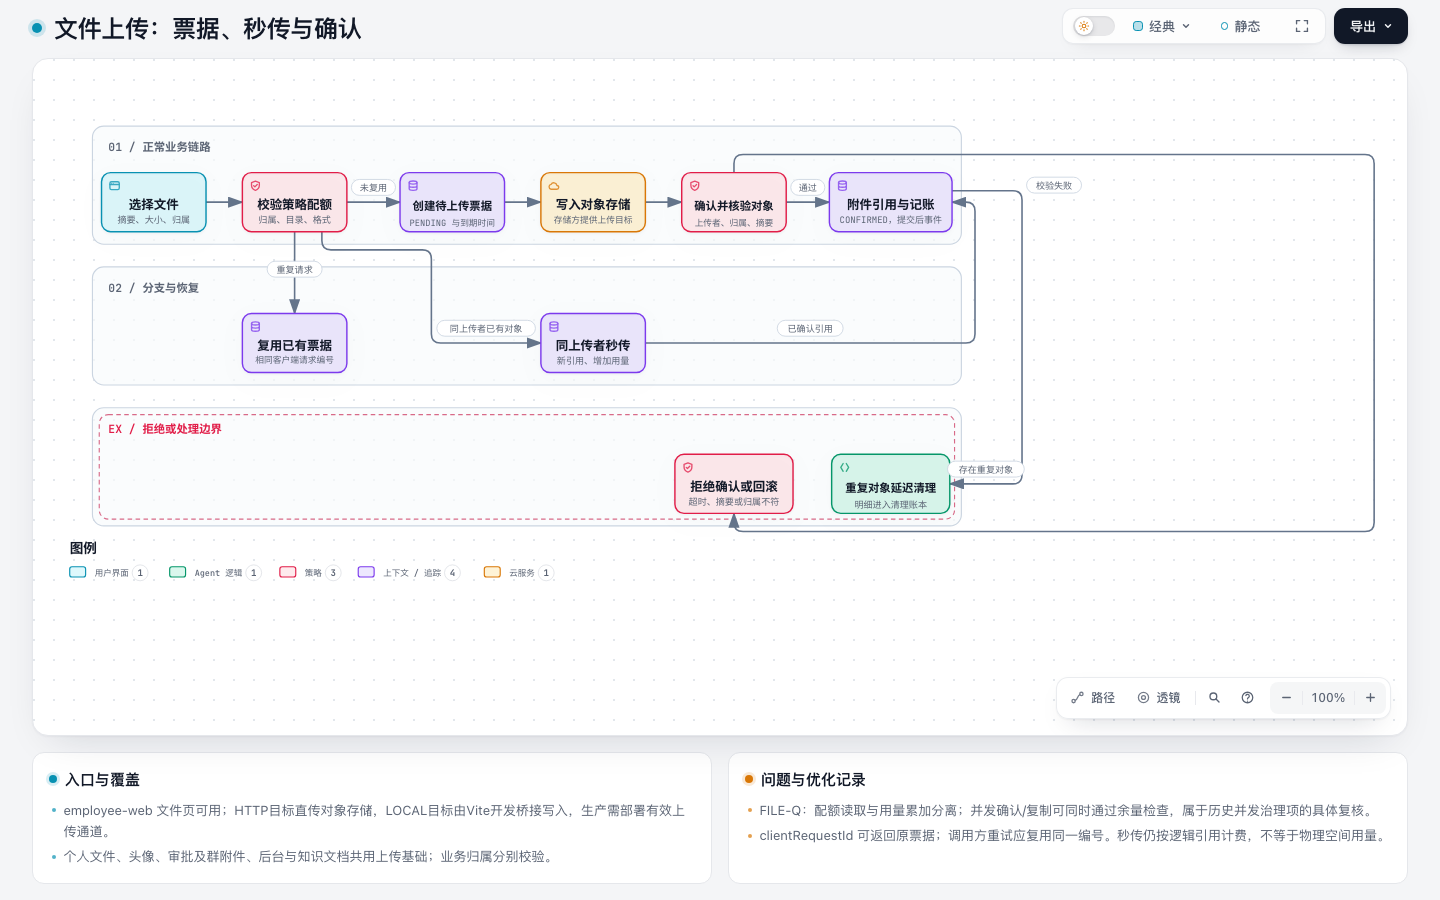 文件上传：票据、秒传与确认
经典
静态
导出
01 / 正常业务链路
选择文件
摘要、大小、归属
校验策略配额
归属、目录、格式
未复用
创建待上传票据
PENDING 与到期时间
写入对象存储
存储方提供上传目标
确认并核验对象
上传者、归属、摘要
通过
附件引用与记账
CONFIRMED，提交后事件
校验失败
重复请求
02 / 分支与恢复
复用已有票据
相同客户端请求编号
同上传者已有对象
同上传者秒传
新引用、增加用量
已确认引用
EX / 拒绝或处理边界
拒绝确认或回滚
超时、摘要或归属不符
重复对象延迟清理
明细进入清理账本
存在重复对象
图例
用户界面 1
Agent 逻辑 1
策略 3
上下文 / 追踪 4
云服务 1
路径
透镜
100%
入口与覆盖
employee-web 文件页可用；HTTP目标直传对象存储，LOCAL目标由Vite开发桥接写入，生产需部署有效上
传通道。
个人文件、头像、审批及群附件、后台与知识文档共用上传基础；业务归属分别校验。
问题与优化记录
FILE-Q：配额读取与用量累加分离；并发确认/复制可同时通过余量检查，属于历史并发治理项的具体复核。
clientRequestId 可返回原票据；调用方重试应复用同一编号。秒传仍按逻辑引用计费，不等于物理空间用量。